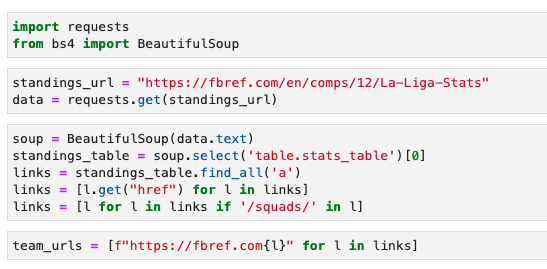 import requests
from bs4 import BeautifulSoup
standings_url = "https://fbref.com/en/comps/12/La-Liga-Stats"
data = requests.get(standings_url)
soup = BeautifulSoup(data.text)
standings_table = soup.select('table.stats_table')[0]
links = standings_table.find_all('a')
links = [l.get("href") for l in links]
links = [l for l in links if '/squads/' in l]
team_urls = [f"https://fbref.com{l}" for l in links]